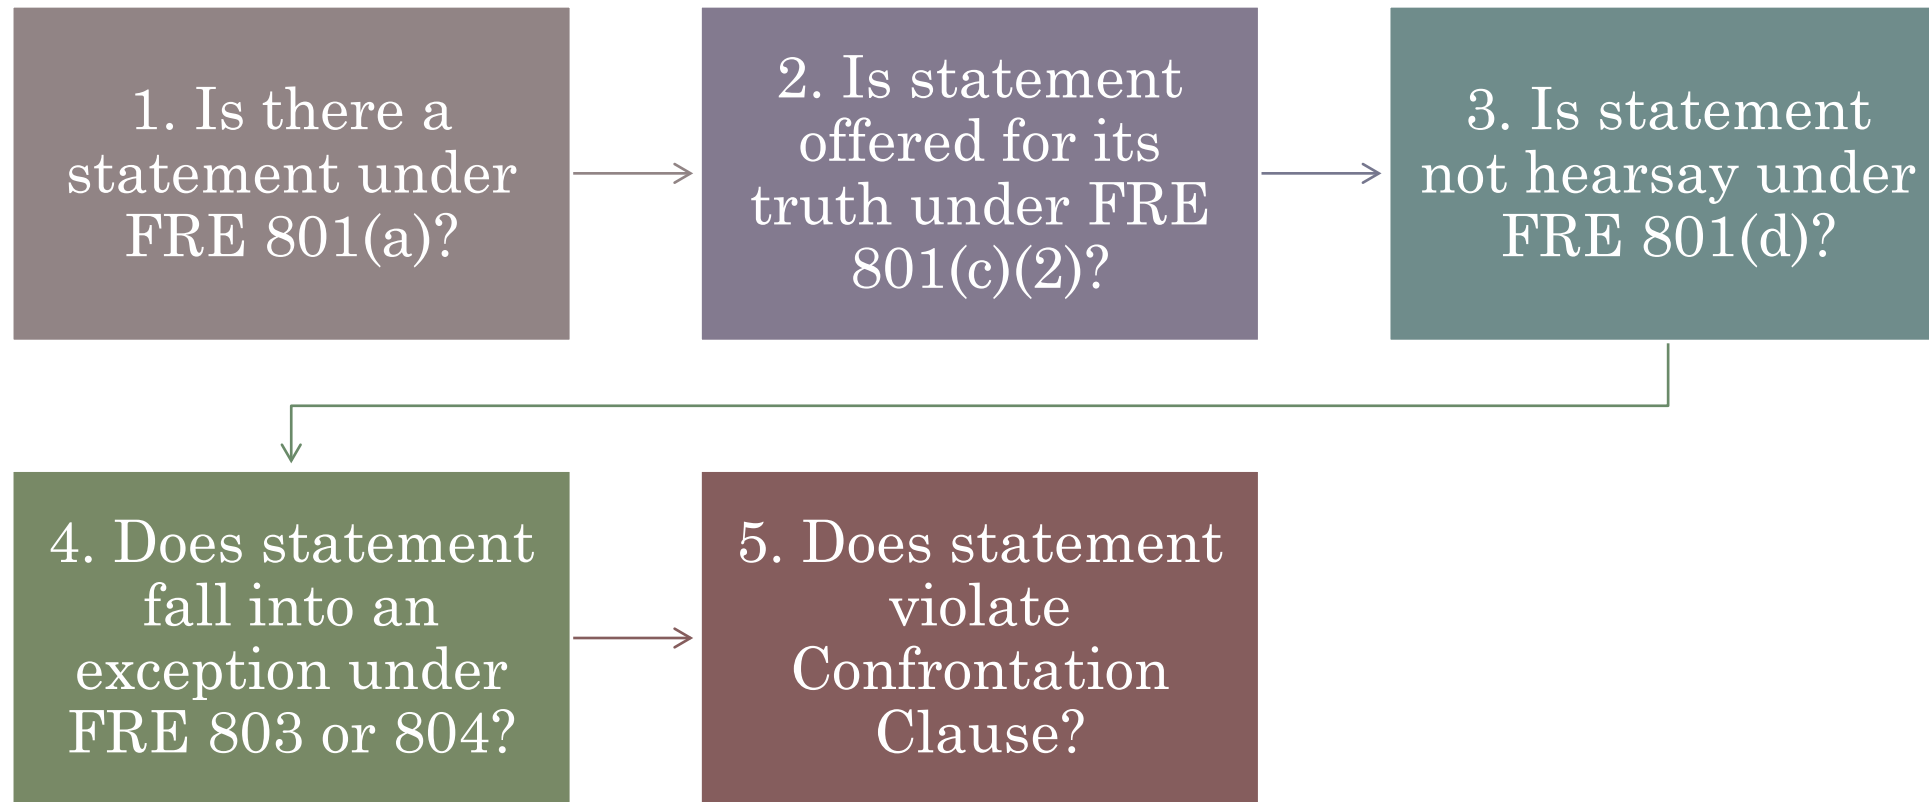 1. Is there a
statement under
FRE 801(a)?
2. Is statement
offered for its
truth under FRE
801(c)(2)?
3. Is statement
not hearsay under
FRE 801(d)?
4. Does statement
fall into an
exception under
FRE 803 or 804?
5. Does statement
violate
Confrontation
Clause?